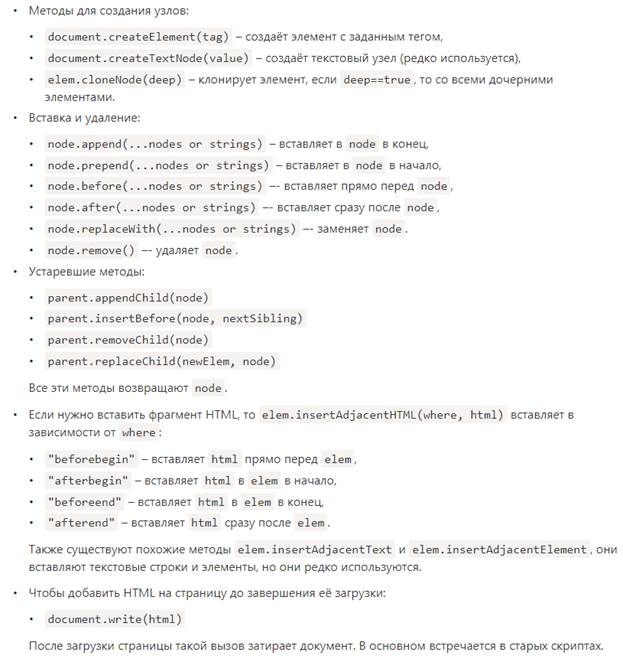 • Методы для создания узлов:
• document.createElement(tag) – создаёт элемент с заданным тегом,
• document.createTextNode(value) – создаёт текстовый узел (редко используется),
• elem.cloneNode(deep) – клонирует элемент, если deep==true, то со всеми дочерними
элементами.
• Вставка и удаление:
• node.append(...nodes or strings) – вставляет в node в конец,
• node.prepend(...nodes or strings) – вставляет в node в начало,
• node.before(...nodes or strings) –- вставляет прямо перед node,
• node.after(...nodes or strings) –- вставляет сразу после node,
• node.replaceWith(...nodes or strings) –- заменяет node.
• node.remove() –- удаляет node.
• Устаревшие методы:
• parent.appendChild(node)
• parent.insertBefore(node, nextSibling)
• parent.removeChild(node)
• parent.replaceChild(newElem, node)
Все эти методы возвращают node.
• Если нужно вставить фрагмент HTML, то elem.insertAdjacentHTML(where, html) вставляет в
зависимости от where:
• "beforebegin" – вставляет html прямо перед elem,
• "afterbegin" – вставляет html в elem в начало,
• "beforeend" – вставляет html в elem в конец,
• "afterend" – вставляет html сразу после elem.
Также существуют похожие методы elem.insertAdjacentText и elem.insertAdjacentElement, они
вставляют текстовые строки и элементы, но они редко используются.
• Чтобы добавить HTML на страницу до завершения её загрузки:
• document.write(html)
После загрузки страницы такой вызов затирает документ. В основном встречается в старых скриптах.